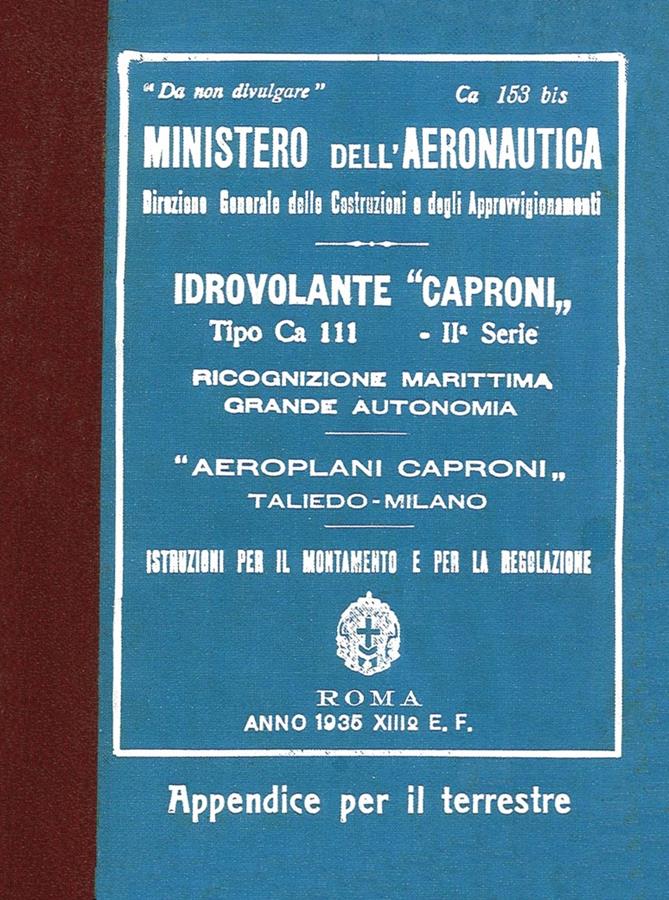 “Da non divulgare” Ca 153 bis
MINISTERO DELL'AERONAUTICA
Direzione Generale delle Costruzioni e degli Approvvigionamenti
IDROVOLANTE “CAPRONI„
Tipo Ca 111 - IIª Serie
RICOGNIZIONE MARITTIMA
GRANDE AUTONOMIA
“AEROPLANI CAPRONI„
TALIEDO-MILANO
ISTRUZIONI PER IL MONTAMENTO E PER LA REGOLAZIONE
ROMA
ANNO 1935 XIIIº E. F.
Appendice per il terrestre